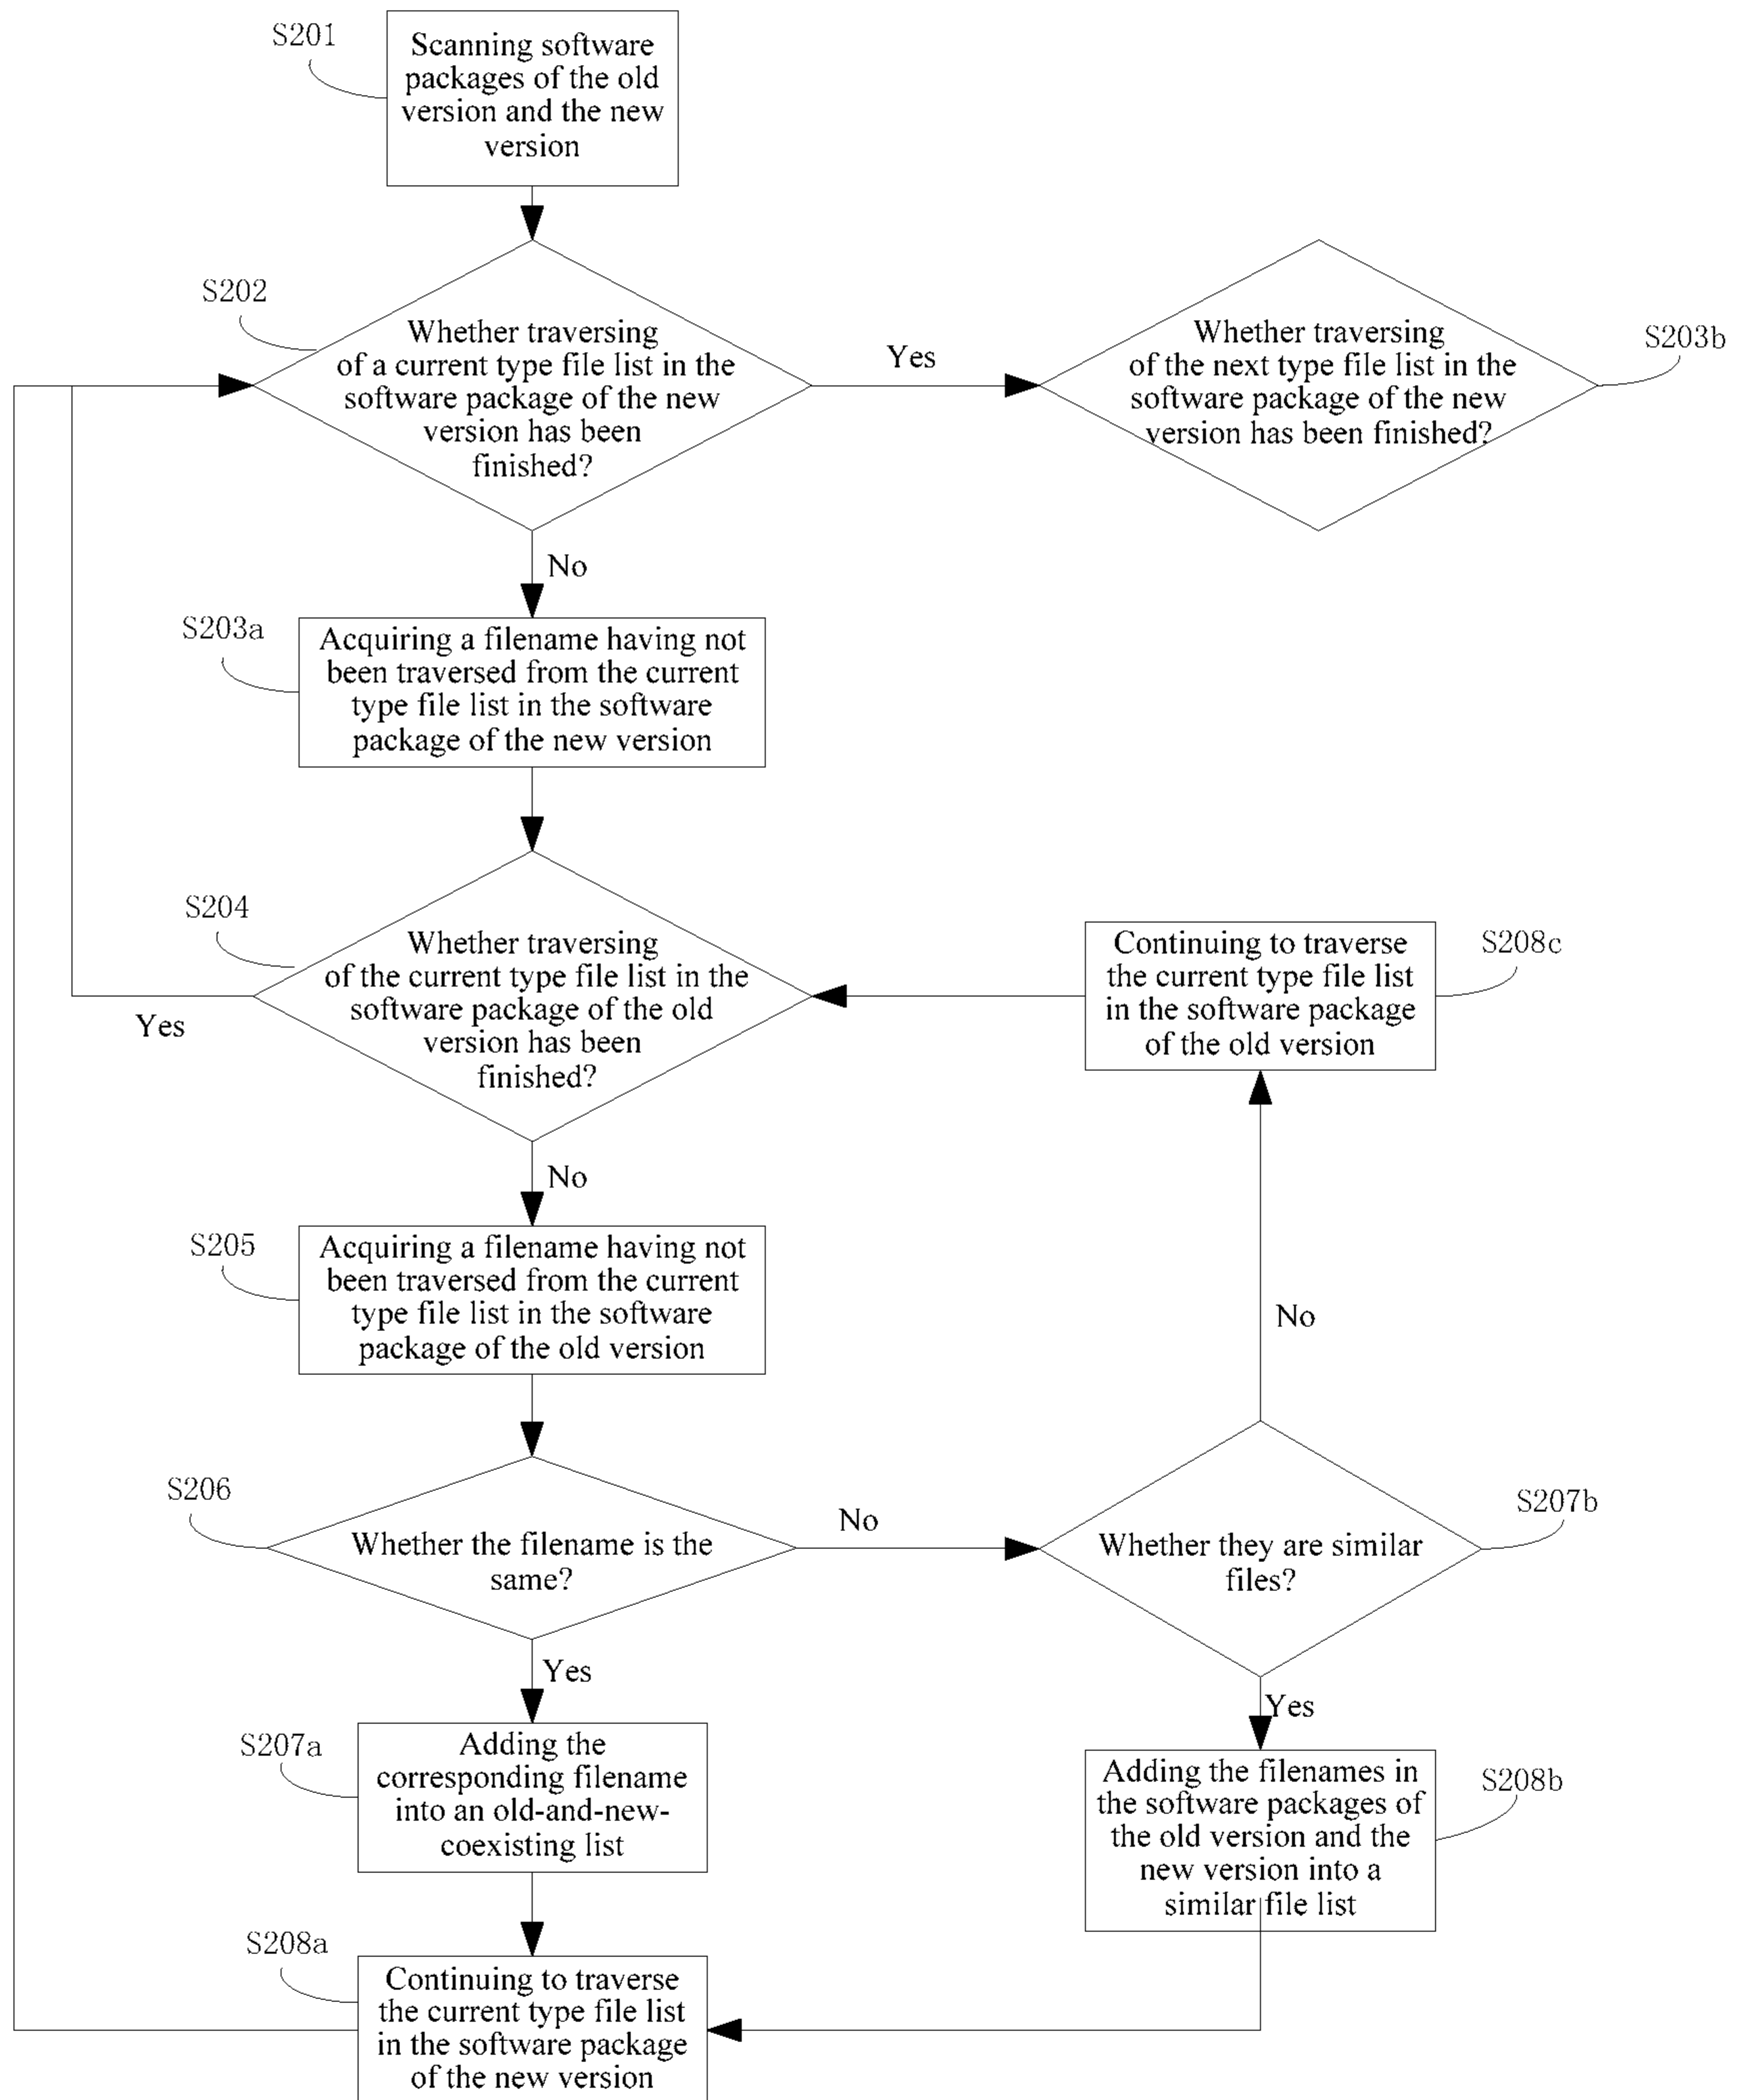 S201
Scanning software
packages of the old
version and the new
version
S202
Whether traversing
of a current type file list in the
software package of the new
version has been
finished?
Yes
Whether traversing
of the next type file list in the
software package of the new
version has been finished?
S203b
No
S203a
Acquiring a filename having not
been traversed from the current
type file list in the software
package of the new version
S204
Whether traversing
of the current type file list in the
software package of the old
version has been
finished?
Yes
Continuing to traverse
the current type file list
in the software package
of the old version
S208c
No
S205
Acquiring a filename having not
been traversed from the current
type file list in the software
package of the old version
No
S206
Whether the filename is the
same?
No
Whether they are similar
files?
S207b
Yes
Yes
S207a
Adding the
corresponding filename
into an old-and-new-
coexisting list
Adding the filenames in
the software packages of
the old version and the
new version into a
similar file list
S208b
S208a
Continuing to traverse
the current type file list
in the software package
of the new version